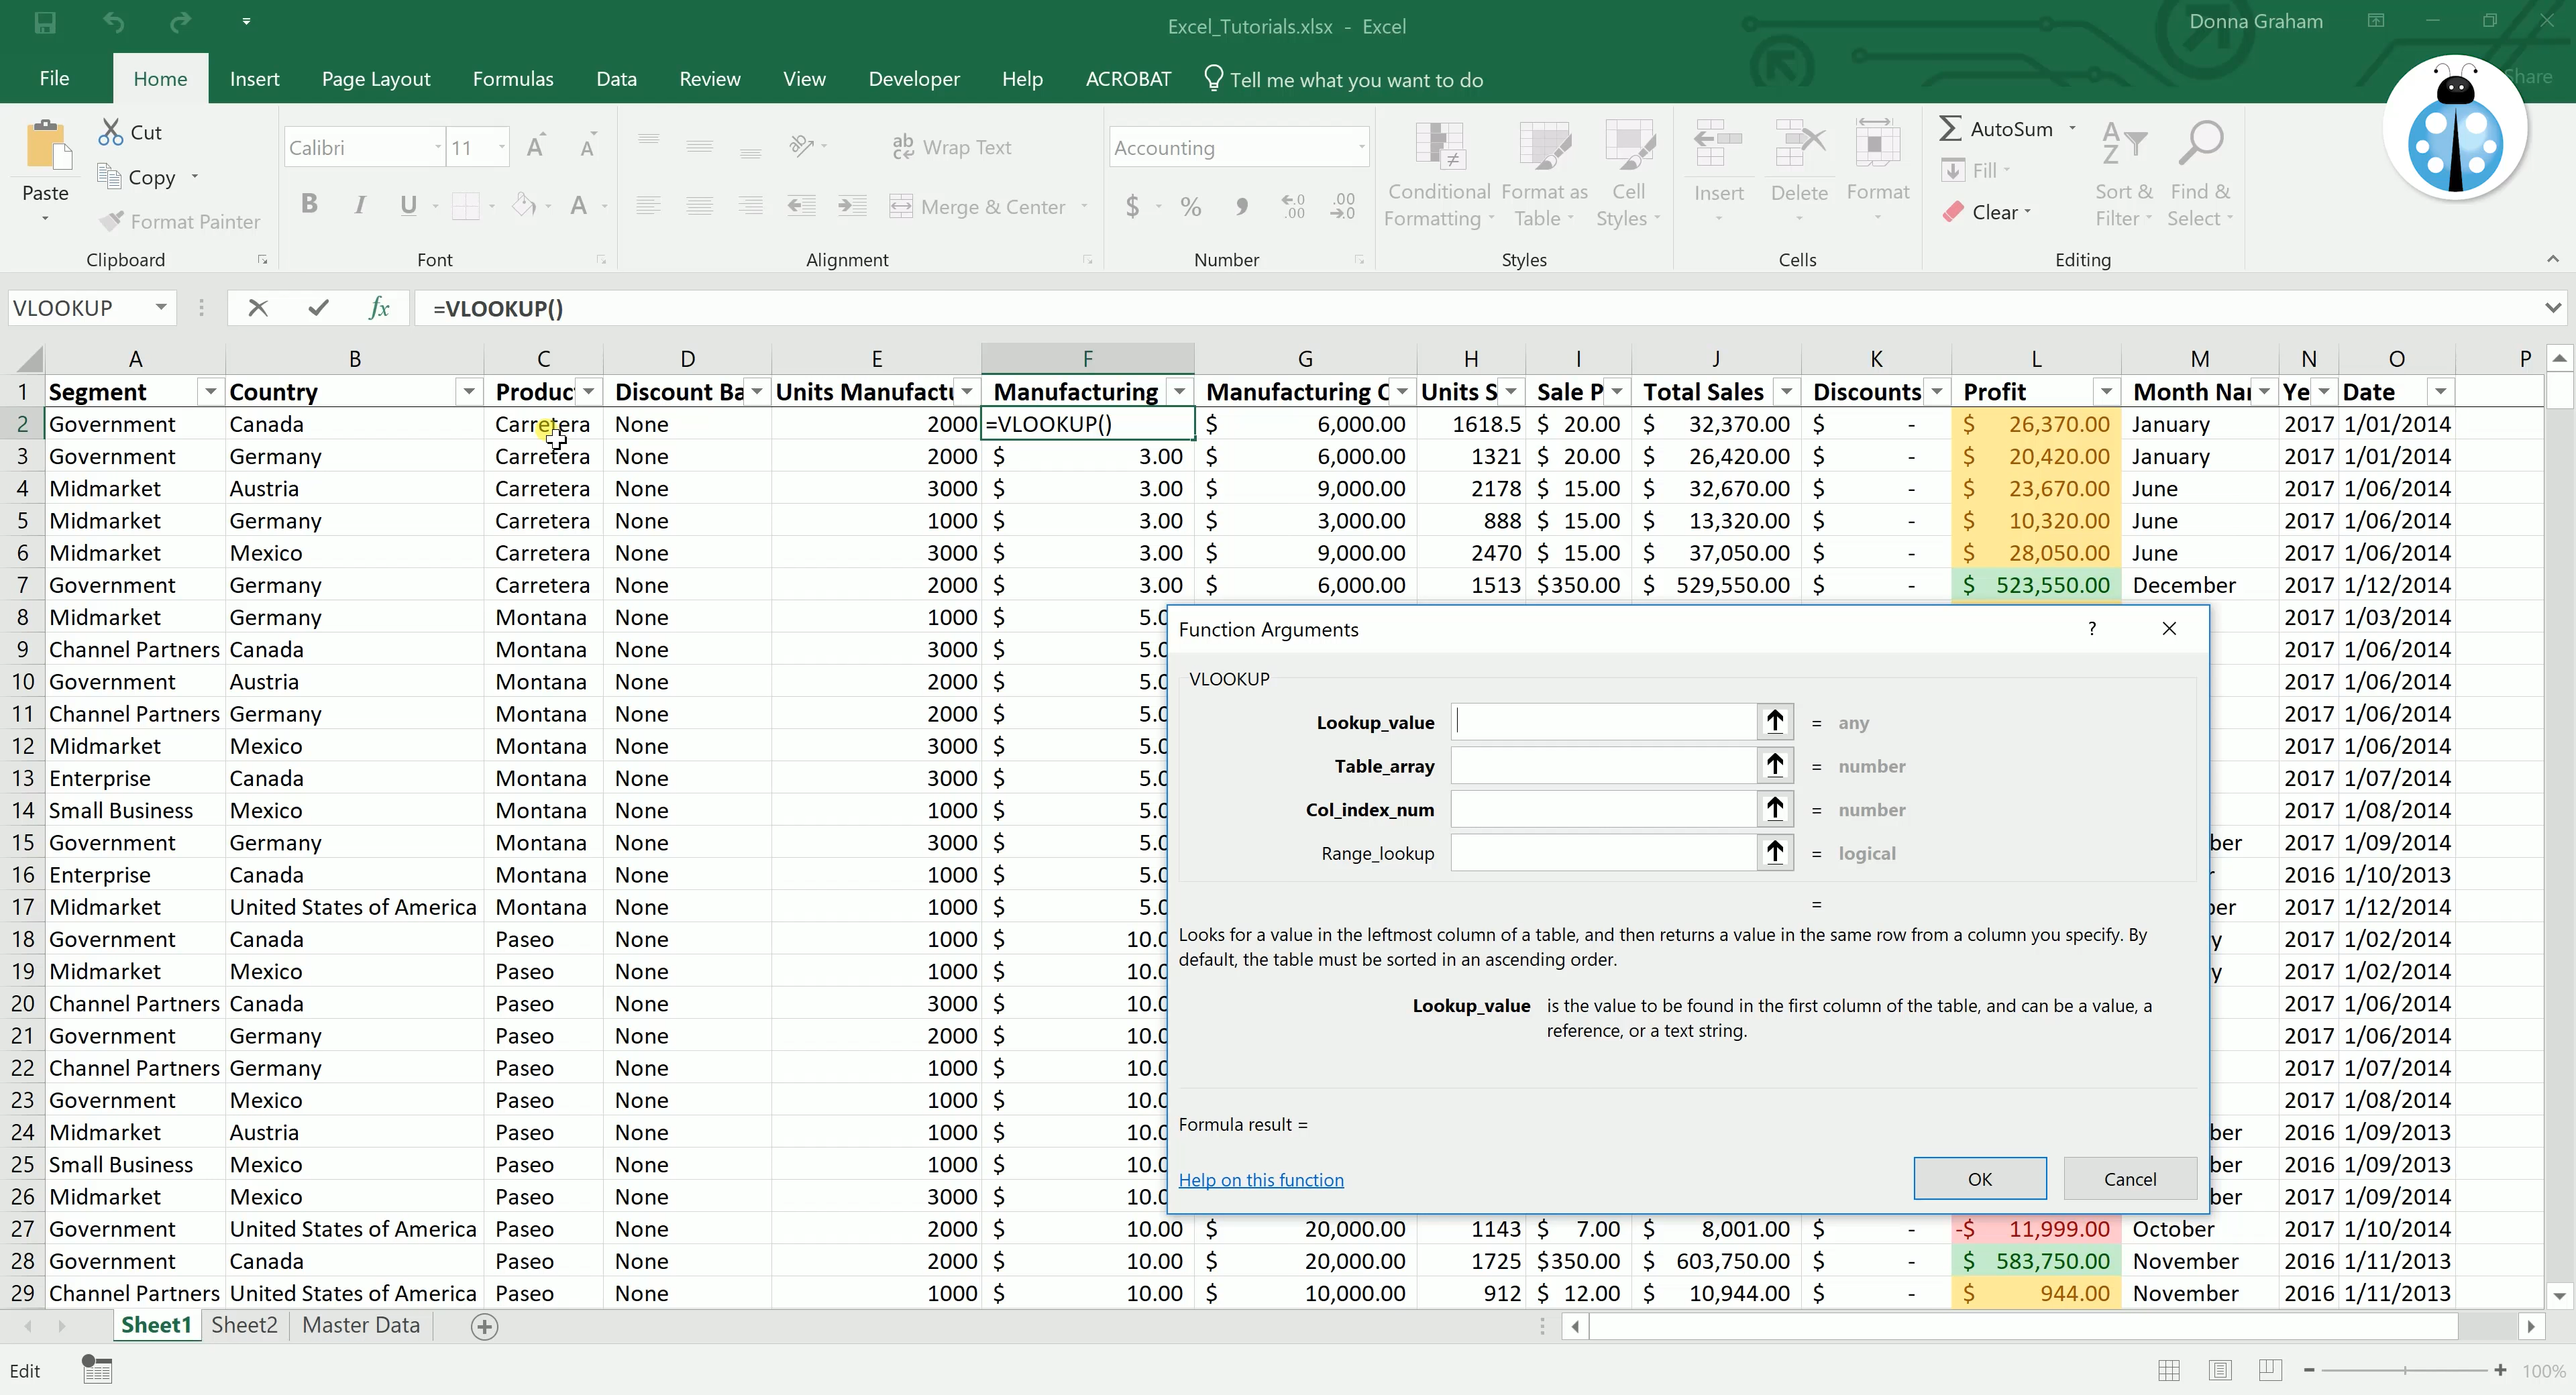 Excel_Tutorials.xlsx - Excel
Donna Graham
File Home Insert Page Layout Formulas Data Review View Developer Help ACROBAT Tell me what you want to do Share
Paste Cut Copy Format Painter
Clipboard
Calibri 11
B I U A
Font
ab Wrap Text
Merge & Center
Alignment
Accounting
$ % , .00
Number
Conditional Formatting
Format as Table
Cell Styles
Styles
Insert Delete Format
Cells
AutoSum
Fill
Clear
Sort & Filter
Find & Select
Editing
VLOOKUP fx =VLOOKUP()
A B C D E F G H I J K L M N O P
1 Segment Country Produc Discount Ba Units Manufactu Manufacturing Manufacturing C Units S Sale P Total Sales Discounts Profit Month Na Ye Date
2 Government Canada Carretera None 2000 =VLOOKUP() $ 6,000.00 1618.5 $ 20.00 $ 32,370.00 $ - $ 26,370.00 January 2017 1/01/2014
3 Government Germany Carretera None 2000 $ 3.00 $ 6,000.00 1321 $ 20.00 $ 26,420.00 $ - $ 20,420.00 January 2017 1/01/2014
4 Midmarket Austria Carretera None 3000 $ 3.00 $ 9,000.00 2178 $ 15.00 $ 32,670.00 $ - $ 23,670.00 June 2017 1/06/2014
5 Midmarket Germany Carretera None 1000 $ 3.00 $ 3,000.00 888 $ 15.00 $ 13,320.00 $ - $ 10,320.00 June 2017 1/06/2014
6 Midmarket Mexico Carretera None 3000 $ 3.00 $ 9,000.00 2470 $ 15.00 $ 37,050.00 $ - $ 28,050.00 June 2017 1/06/2014
7 Government Germany Carretera None 2000 $ 3.00 $ 6,000.00 1513 $350.00 $ 529,550.00 $ - $ 523,550.00 December 2017 1/12/2014
8 Midmarket Germany Montana None 1000 $ 5.0 2017 1/03/2014
9 Channel Partners Canada Montana None 3000 $ 5.0 2017 1/06/2014
10 Government Austria Montana None 2000 $ 5.0 2017 1/06/2014
11 Channel Partners Germany Montana None 2000 $ 5.0 2017 1/06/2014
12 Midmarket Mexico Montana None 3000 $ 5.0 2017 1/06/2014
13 Enterprise Canada Montana None 3000 $ 5.0 2017 1/07/2014
14 Small Business Mexico Montana None 1000 $ 5.0 2017 1/08/2014
15 Government Germany Montana None 3000 $ 5.0 ber 2017 1/09/2014
16 Enterprise Canada Montana None 1000 $ 5.0 r 2016 1/10/2013
17 Midmarket United States of America Montana None 1000 $ 5.0 ber 2017 1/12/2014
18 Government Canada Paseo None 1000 $ 10.0 y 2017 1/02/2014
19 Midmarket Mexico Paseo None 1000 $ 10.0 y 2017 1/02/2014
20 Channel Partners Canada Paseo None 3000 $ 10.0 2017 1/06/2014
21 Government Germany Paseo None 2000 $ 10.0 2017 1/06/2014
22 Channel Partners Germany Paseo None 1000 $ 10.0 2017 1/07/2014
23 Government Mexico Paseo None 1000 $ 10.0 2017 1/08/2014
24 Midmarket Austria Paseo None 1000 $ 10.0 ber 2016 1/09/2013
25 Small Business Mexico Paseo None 1000 $ 10.0 ber 2016 1/09/2013
26 Midmarket Mexico Paseo None 3000 $ 10.0 ber 2017 1/09/2014
27 Government United States of America Paseo None 2000 $ 10.00 $ 20,000.00 1143 $ 7.00 $ 8,001.00 $ - -$ 11,999.00 October 2017 1/10/2014
28 Government Canada Paseo None 2000 $ 10.00 $ 20,000.00 1725 $350.00 $ 603,750.00 $ - $ 583,750.00 November 2016 1/11/2013
29 Channel Partners United States of America Paseo None 1000 $ 10.00 $ 10,000.00 912 $ 12.00 $ 10,944.00 $ - $ 944.00 November 2016 1/11/2013
Function Arguments ?
VLOOKUP
Lookup_value = any
Table_array = number
Col_index_num = number
Range_lookup = logical
=
Looks for a value in the leftmost column of a table, and then returns a value in the same row from a column you specify. By
default, the table must be sorted in an ascending order.
Lookup_value is the value to be found in the first column of the table, and can be a value, a
reference, or a text string.
Formula result =
Help on this function OK Cancel
Sheet1 Sheet2 Master Data
Edit 100%